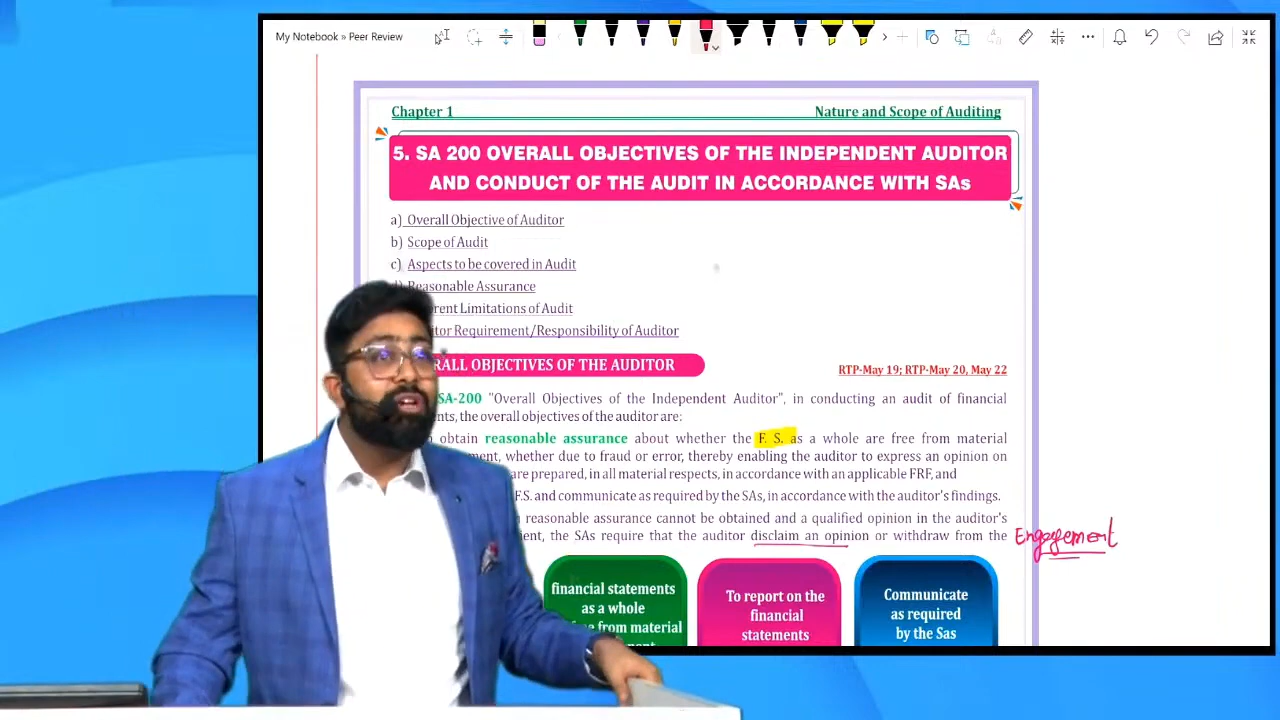 My Notebook » Peer Review
Chapter 1
Nature and Scope of Auditing
5. SA 200 OVERALL OBJECTIVES OF THE INDEPENDENT AUDITOR
AND CONDUCT OF THE AUDIT IN ACCORDANCE WITH SAs
a) Overall Objective of Auditor
b) Scope of Audit
c) Aspects to be covered in Audit
Reasonable Assurance
Limitations of Audit
Requirement/Responsibility of Auditor
OBJECTIVES OF THE AUDITOR
RTP-May 19; RTP-May 20, May 22
SA-200 "Overall Objectives of the Independent Auditor", in conducting an audit of financial
the overall objectives of the auditor are:
obtain reasonable assurance about whether the F. S. as a whole are free from material
whether due to fraud or error, thereby enabling the auditor to express an opinion on
are prepared, in all material respects, in accordance with an applicable FRF, and
F.S. and communicate as required by the SAs, in accordance with the auditor's findings.
reasonable assurance cannot be obtained and a qualified opinion in the auditor's
the SAs require that the auditor disclaim an opinion or withdraw from the Engagement
financial statements
as a whole
from material
To report on the
financial
statements
Communicate
as required
by the Sas